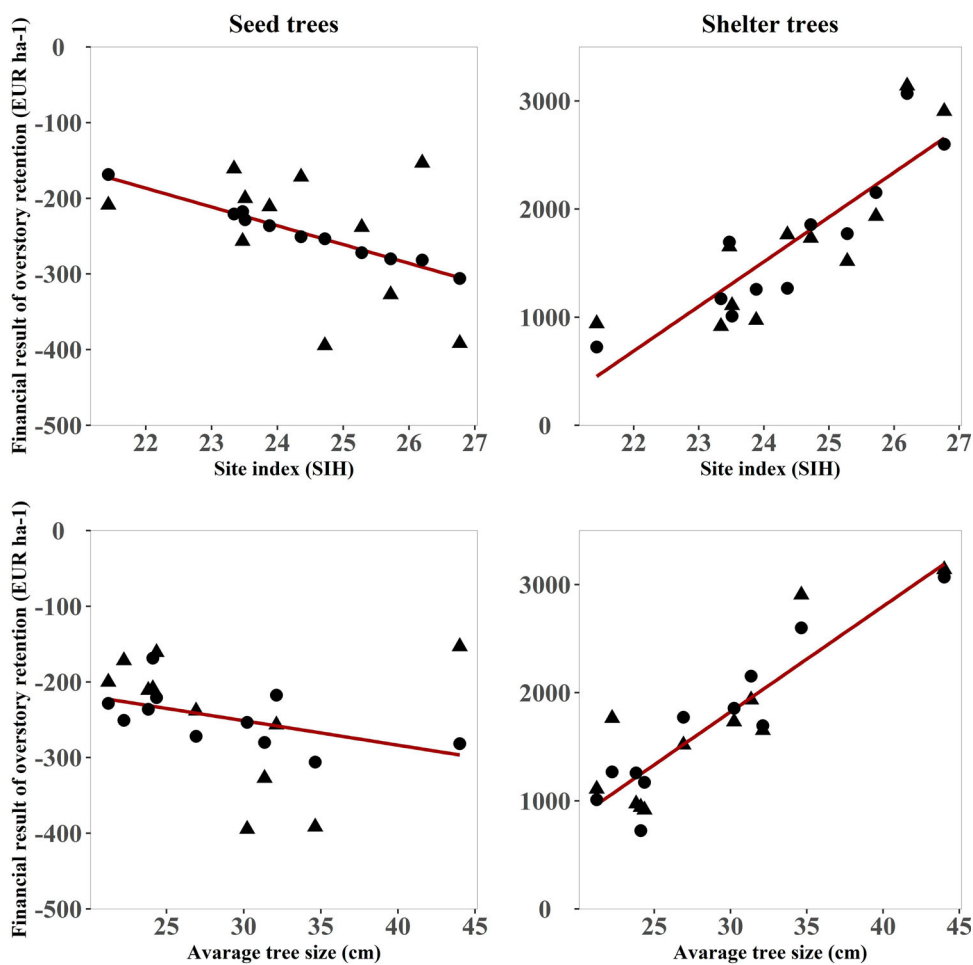 Seed trees
Shelter trees
Financial result of overstory retention (EUR ha-1)
0
-100
-200
-300
-400
-500
22 23 24 25 26 27
Site index (SIH)
3000
2000
1000
0
22 23 24 25 26 27
Site index (SIH)
Financial result of overstory retention (EUR ha-1)
0
-100
-200
-300
-400
-500
25 30 35 40 45
Avarage tree size (cm)
3000
2000
1000
0
25 30 35 40 45
Avarage tree size (cm)